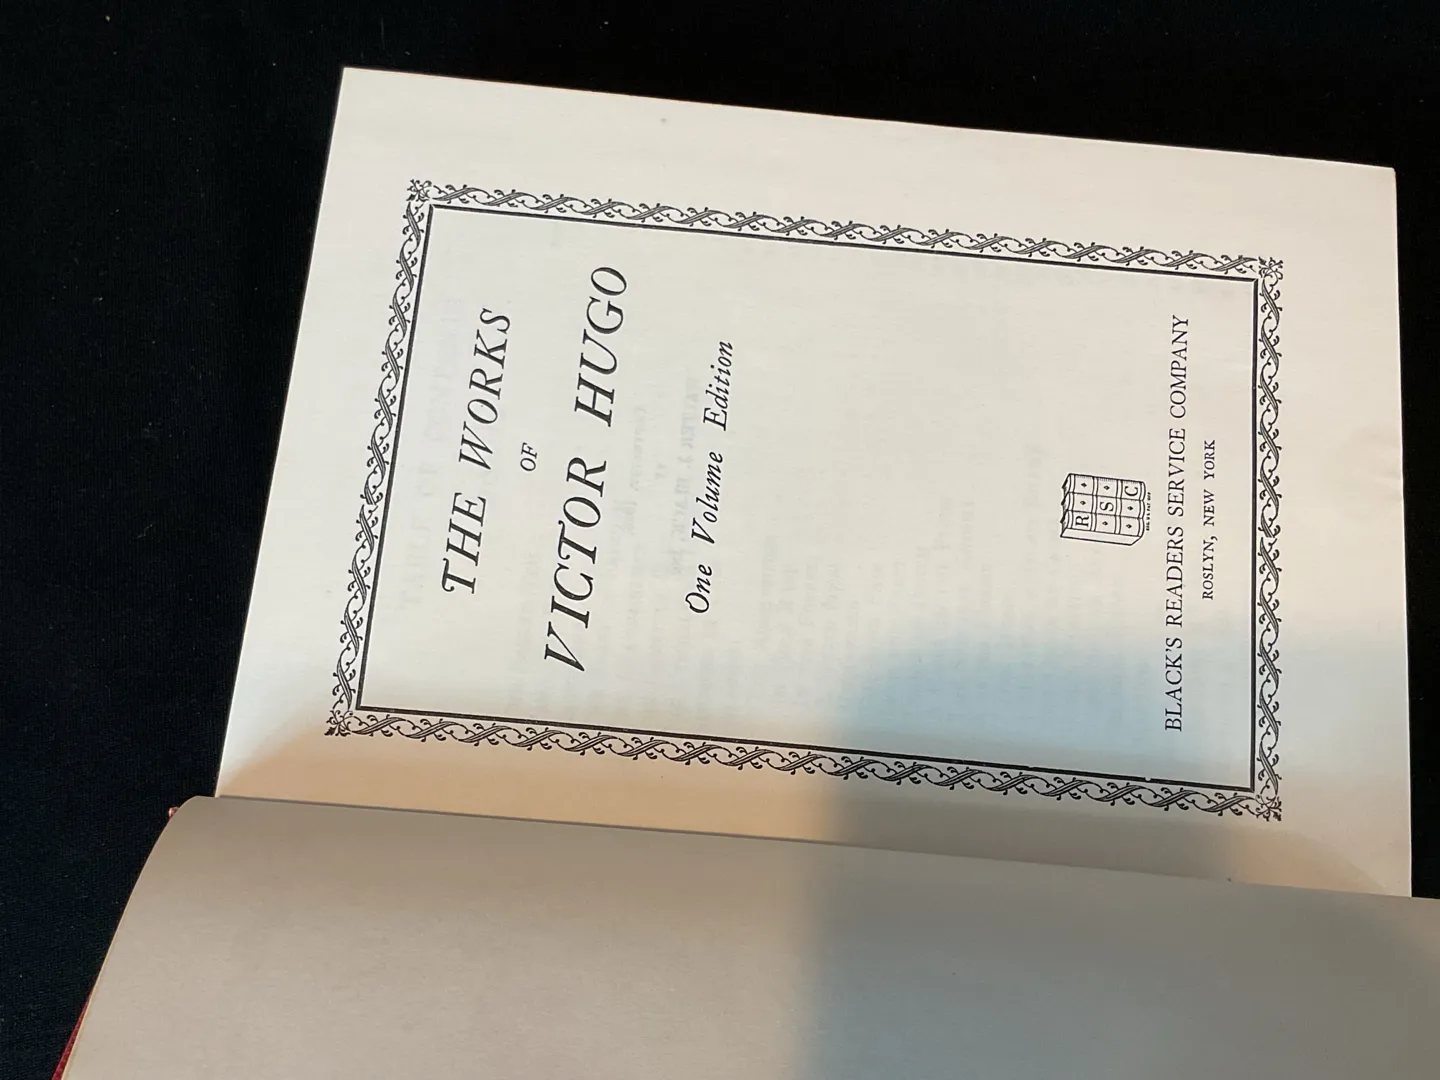 THE WORKS
OF
VICTOR HUGO
One Volume Edition
R
S
C
BLACK'S READERS SERVICE COMPANY
ROSLYN, NEW YORK